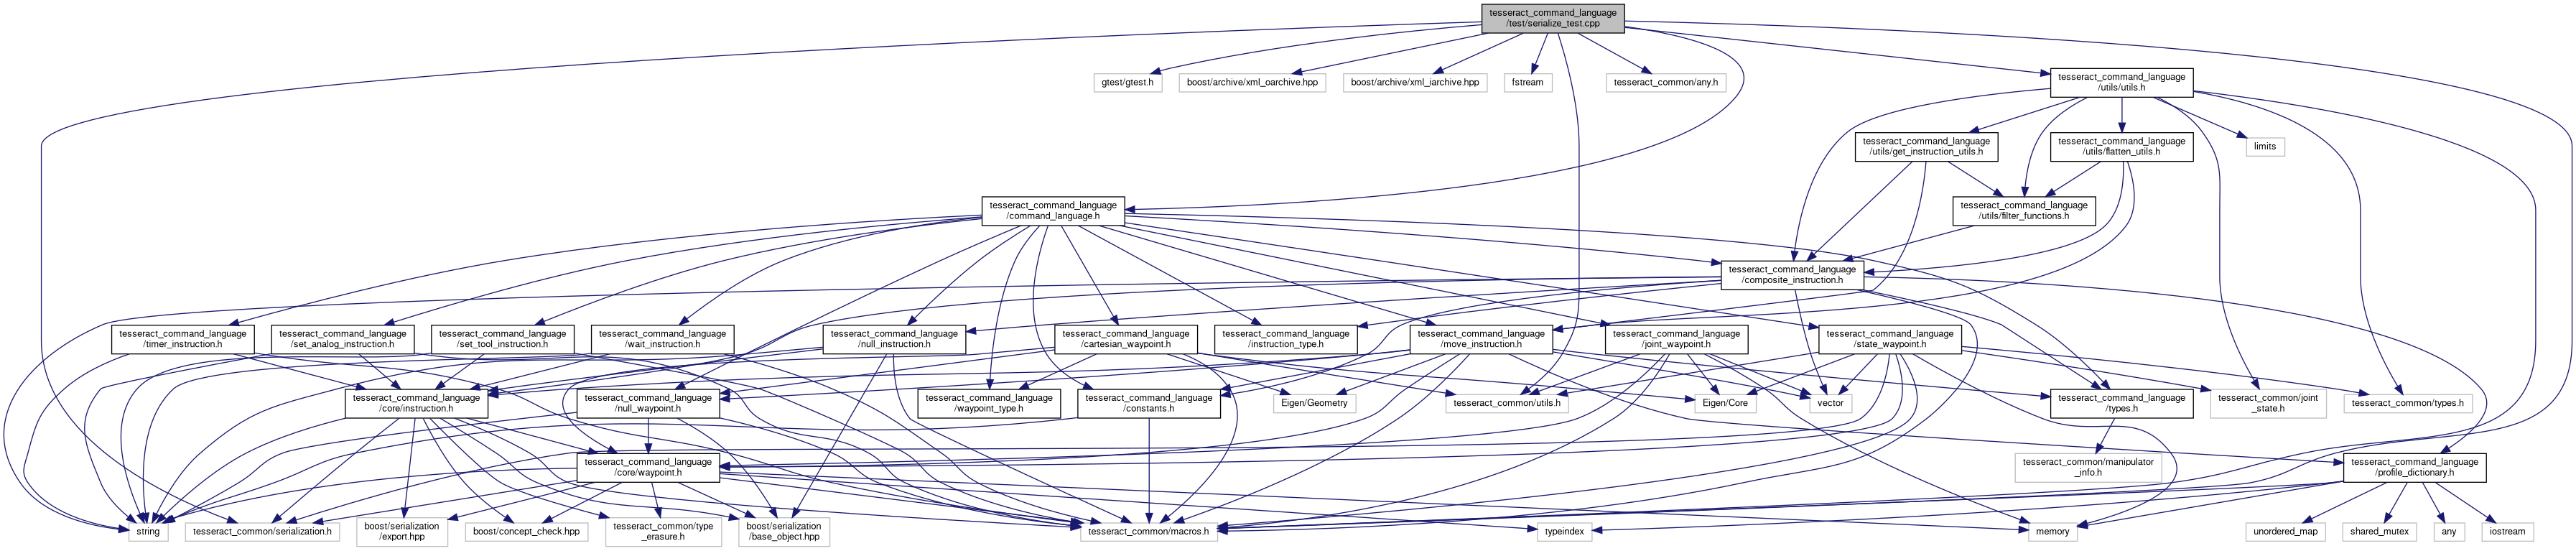 tesseract_command_language
/test/serialize_test.cpp
gtest/gtest.h
boost/archive/xml_oarchive.hpp
boost/archive/xml_iarchive.hpp
fstream
tesseract_common/any.h
tesseract_command_language
/utils/utils.h
tesseract_command_language
/utils/get_instruction_utils.h
tesseract_command_language
/utils/flatten_utils.h
limits
tesseract_command_language
/command_language.h
tesseract_command_language
/utils/filter_functions.h
tesseract_command_language
/composite_instruction.h
tesseract_command_language
/timer_instruction.h
tesseract_command_language
/set_analog_instruction.h
tesseract_command_language
/set_tool_instruction.h
tesseract_command_language
/wait_instruction.h
tesseract_command_language
/null_instruction.h
tesseract_command_language
/cartesian_waypoint.h
tesseract_command_language
/instruction_type.h
tesseract_command_language
/move_instruction.h
tesseract_command_language
/joint_waypoint.h
tesseract_command_language
/state_waypoint.h
tesseract_command_language
/core/instruction.h
tesseract_command_language
/null_waypoint.h
tesseract_command_language
/waypoint_type.h
tesseract_command_language
/constants.h
Eigen/Geometry
tesseract_common/utils.h
Eigen/Core
vector
tesseract_command_language
/types.h
tesseract_common/joint
_state.h
tesseract_common/types.h
tesseract_command_language
/core/waypoint.h
tesseract_common/manipulator
_info.h
tesseract_command_language
/profile_dictionary.h
string
tesseract_common/serialization.h
boost/serialization
/export.hpp
boost/concept_check.hpp
tesseract_common/type
_erasure.h
boost/serialization
/base_object.hpp
tesseract_common/macros.h
typeindex
memory
unordered_map
shared_mutex
any
iostream